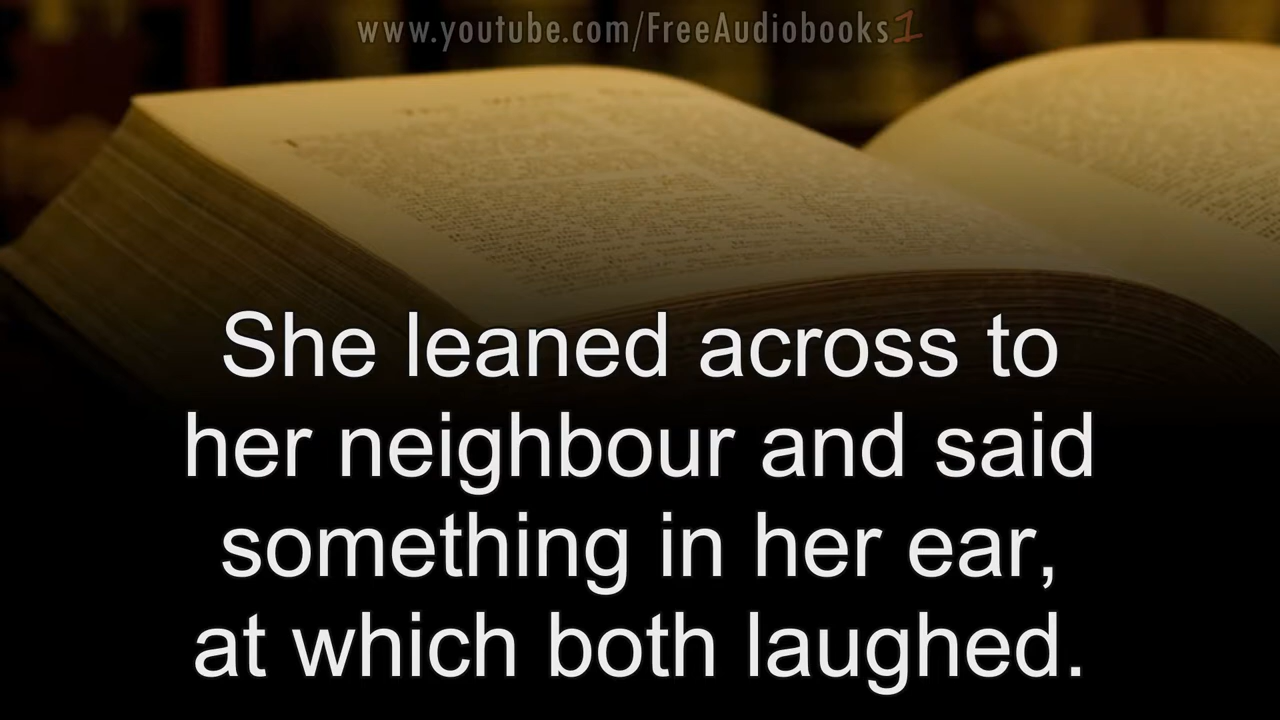 www.youtube.com/FreeAudiobooks1
She leaned across to
her neighbour and said
something in her ear,
at which both laughed.